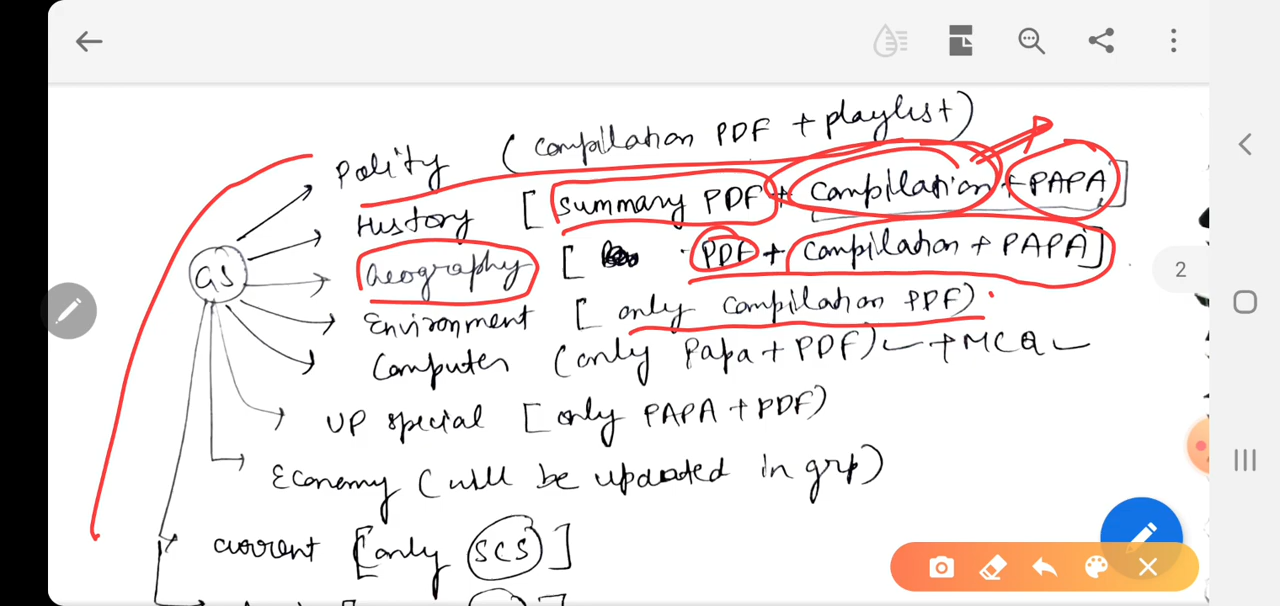 Polity (Compilation PDF + playlist)
History [Summary PDF + Compilation + PAPA]
GS
Geography [ PDF + Compilation + PAPA]
2
Environment [ only Compilation PDF)
Computer (only Papa + PDF) + MCQ
UP special [only PAPA + PDF)
Economy (will be updated in grp)
current [only SCS]